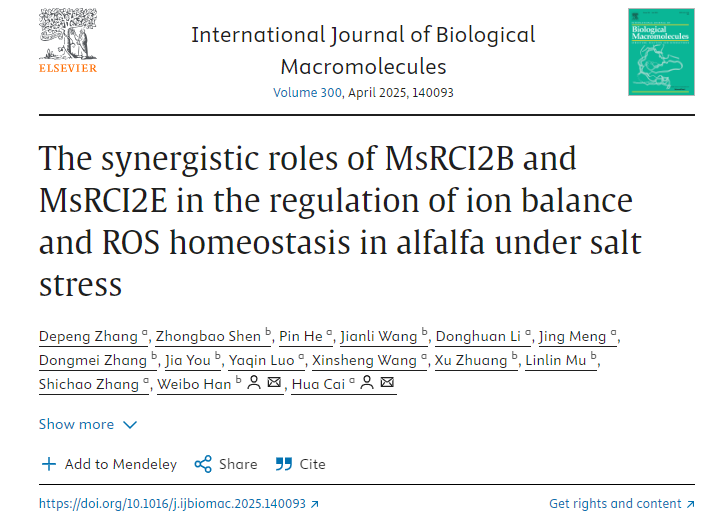 ELSEVIER
International Journal of Biological
Macromolecules
Volume 300, April 2025, 140093
Biological
Macromolecules
The synergistic roles of MsRCI2B and
MsRCI2E in the regulation of ion balance
and ROS homeostasis in alfalfa under salt
stress
Depeng Zhang a, Zhongbao Shen b, Pin He a, Jianli Wang b, Donghuan Li a, Jing Meng a,
Dongmei Zhang b, Jia You b, Yaqin Luo a, Xinsheng Wang a, Xu Zhuang b, Linlin Mu b,
Shichao Zhang a, Weibo Han b, Hua Cai a
Show more
Add to Mendeley Share Cite
https://doi.org/10.1016/j.ijbiomac.2025.140093 Get rights and content